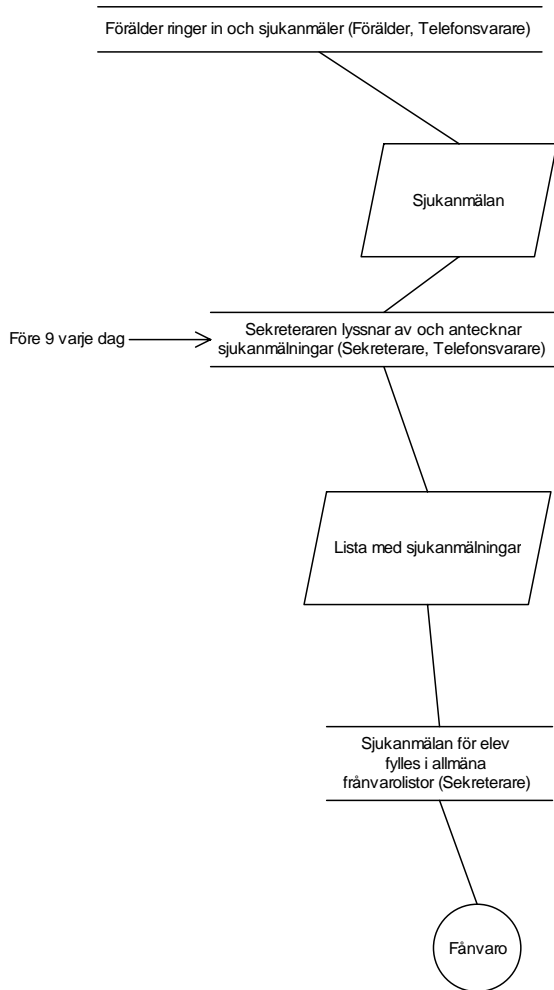 Förälder ringer in och sjukanmäler (Förälder, Telefonsvarare)
Sjukanmälan
Före 9 varje dag
Sekreteraren lyssnar av och antecknar
sjukanmälningar (Sekreterare, Telefonsvarare)
Lista med sjukanmälningar
Sjukanmälan för elev
fylles i allmäna
frånvarolistor (Sekreterare)
Fånvaro